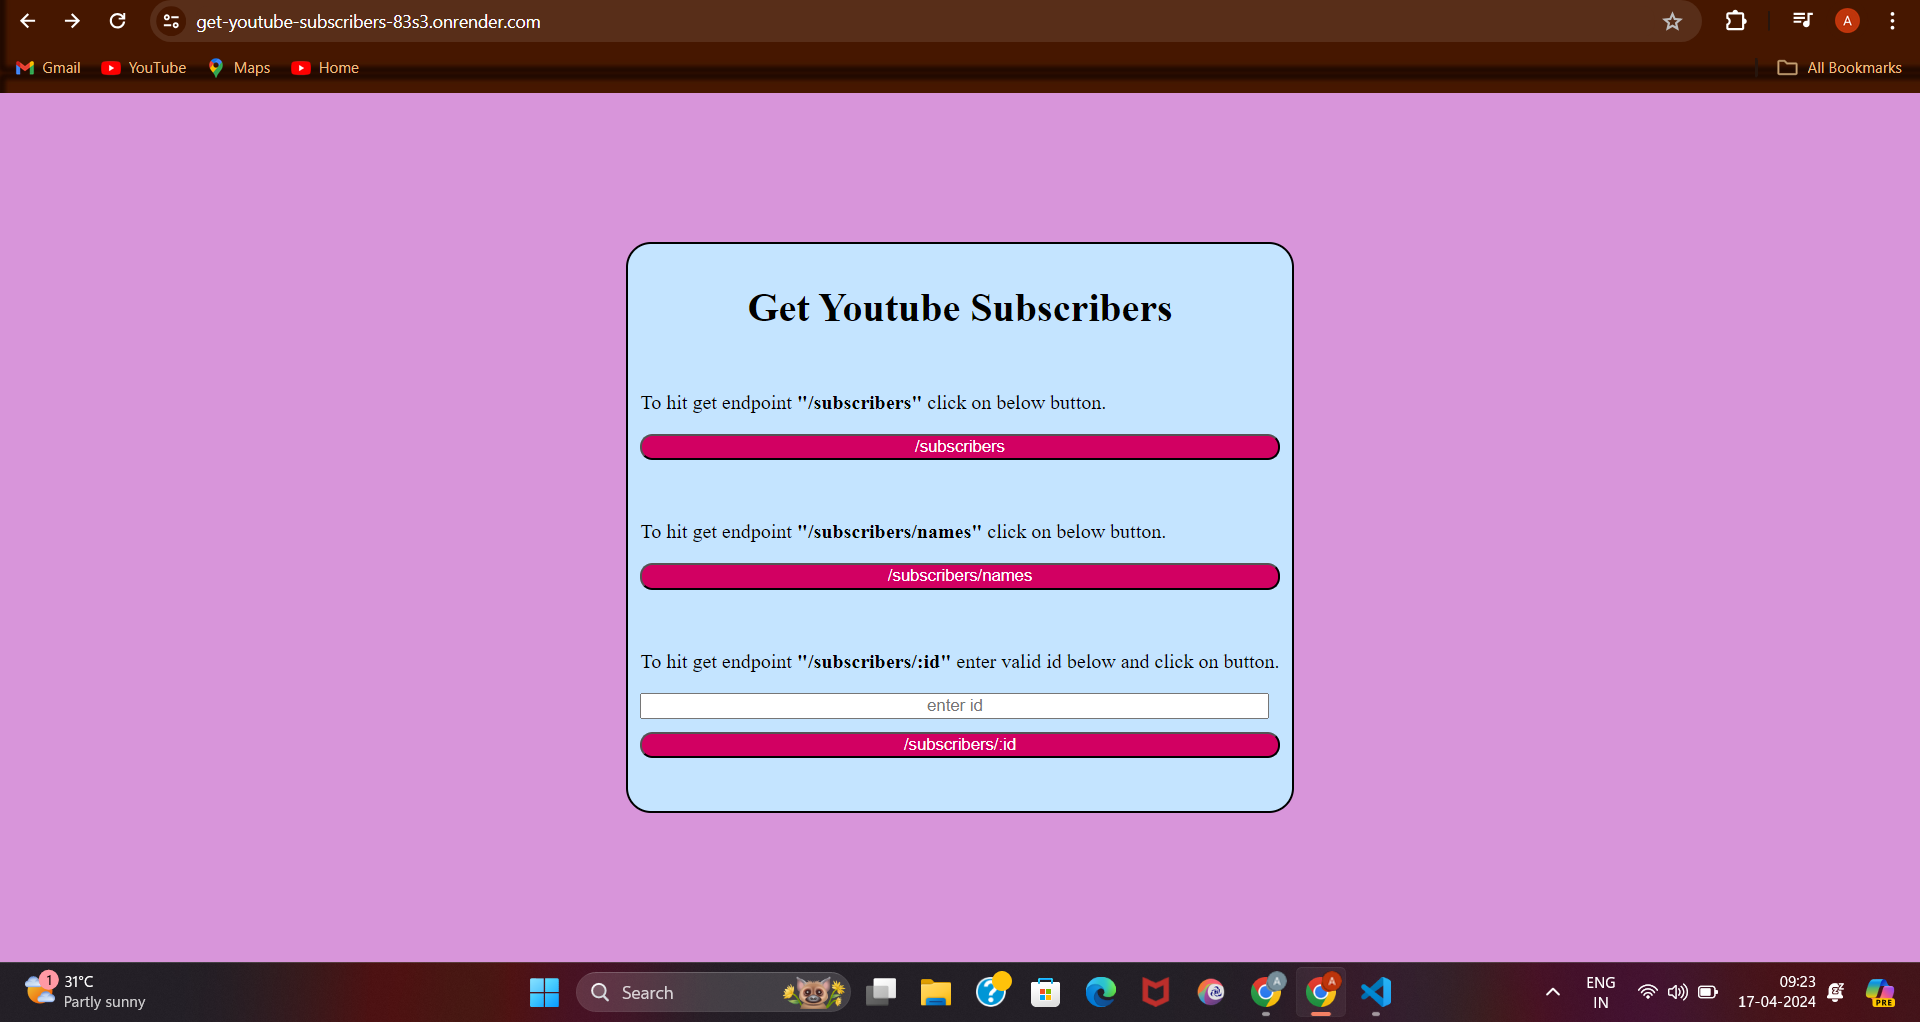 get-youtube-subscribers-83s3.onrender.com
A
Gmail
YouTube
Maps
Home
All Bookmarks
Get Youtube Subscribers
To hit get endpoint "/subscribers" click on below button.
/subscribers
To hit get endpoint "/subscribers/names" click on below button.
/subscribers/names
To hit get endpoint "/subscribers/:id" enter valid id below and click on button.
enter id
/subscribers/:id
1
31°C
Partly sunny
Search
A
A
ENG
IN
09:23
17-04-2024
PRE